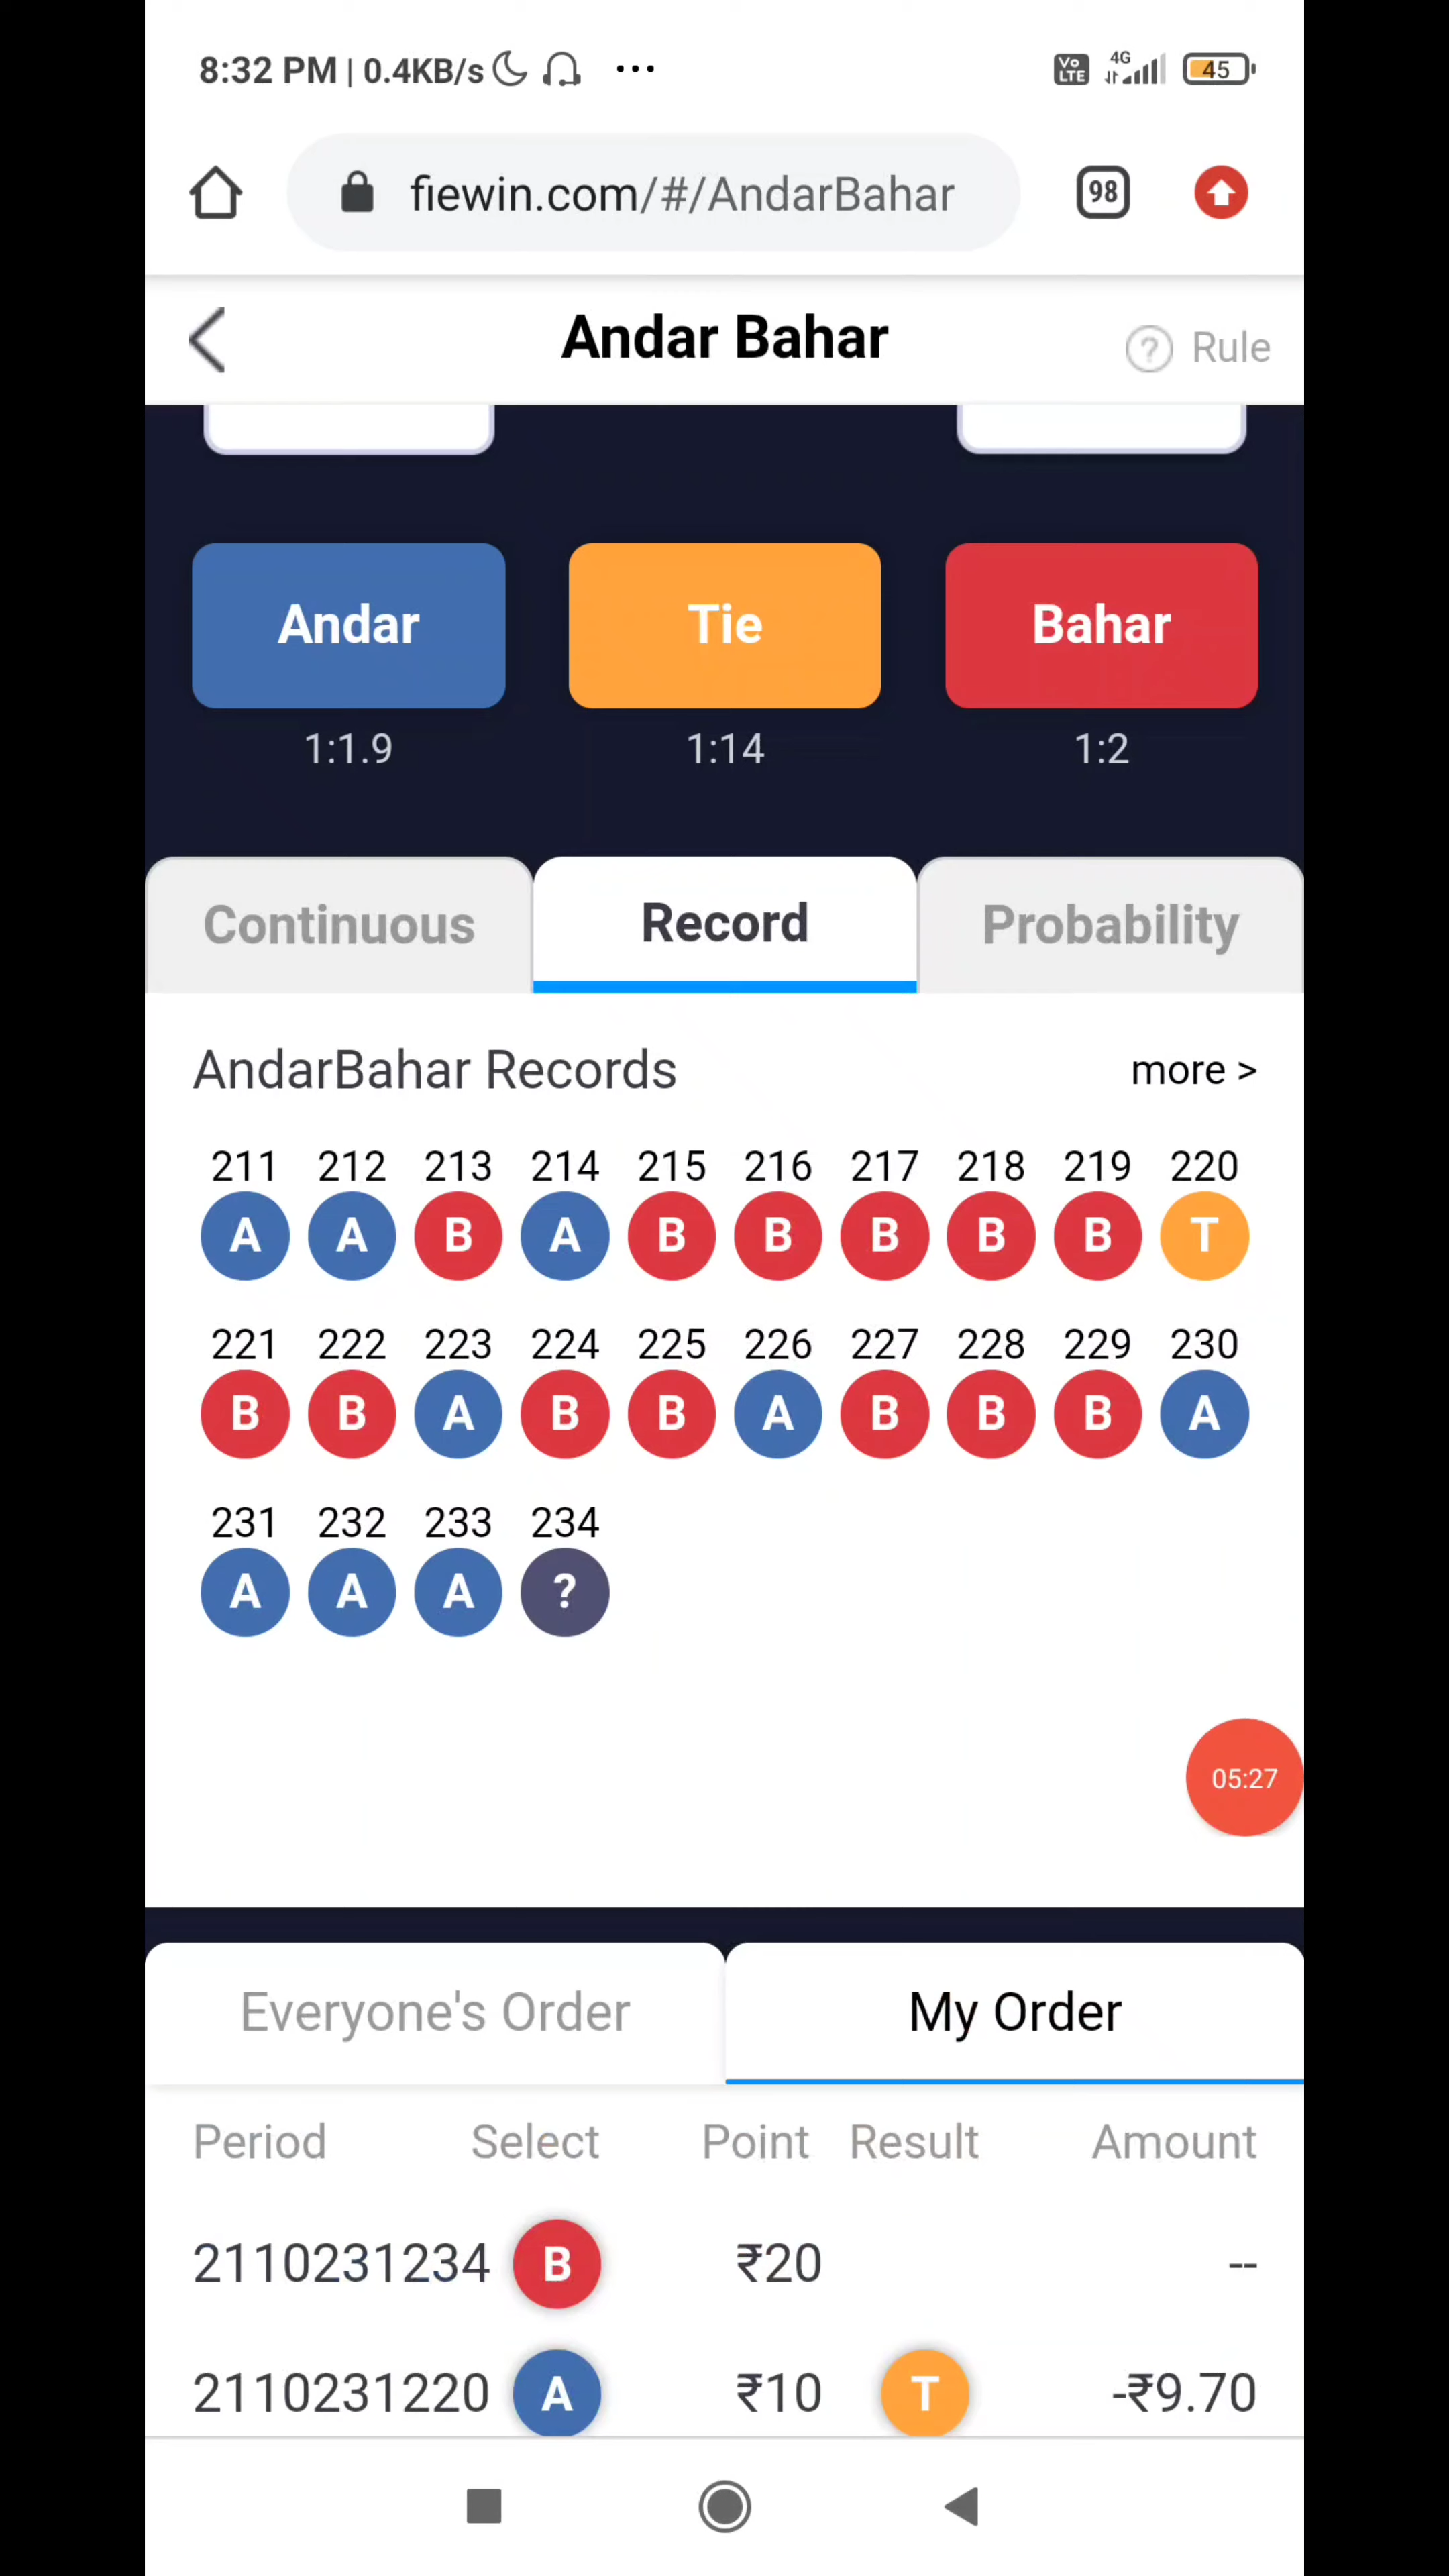 8:32 PM | 0.4KB/s ... Vo LTE 4G 45
fiewin.com/#/AndarBahar 98
Andar Bahar ? Rule
Andar Tie Bahar
1:1.9 1:14 1:2
Continuous Record Probability
AndarBahar Records more >
211 212 213 214 215 216 217 218 219 220
A A B A B B B B B T
221 222 223 224 225 226 227 228 229 230
B B A B B A B B B A
231 232 233 234
A A A ?
05:27
Everyone's Order My Order
Period Select Point Result Amount
2110231234 B ₹20 --
2110231220 A ₹10 T -₹9.70